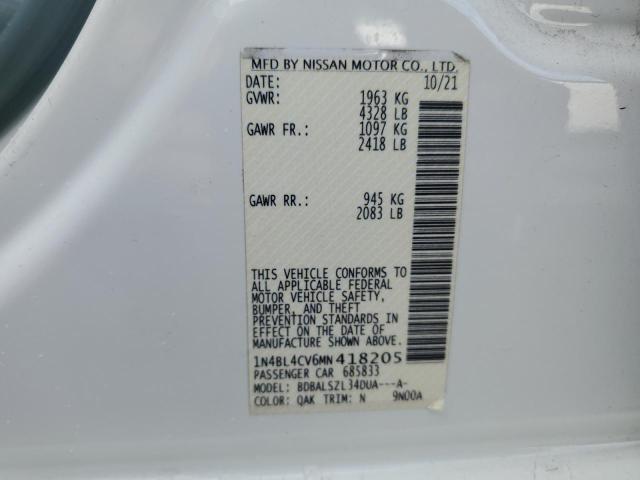 MFD BY NISSAN MOTOR CO., LTD.
DATE: 10/21
GVWR: 1963 KG
4328 LB
GAWR FR.: 1097 KG
2418 LB
GAWR RR.: 945 KG
2083 LB
THIS VEHICLE CONFORMS TO
ALL APPLICABLE FEDERAL
MOTOR VEHICLE SAFETY,
BUMPER, AND THEFT
PREVENTION STANDARDS IN
EFFECT ON THE DATE OF
MANUFACTURE SHOWN ABOVE.
1N4BL4CV6MN418205
PASSENGER CAR 685833
MODEL: BDBALSZL34DUA---A-
COLOR: QAK TRIM: N 9N00A